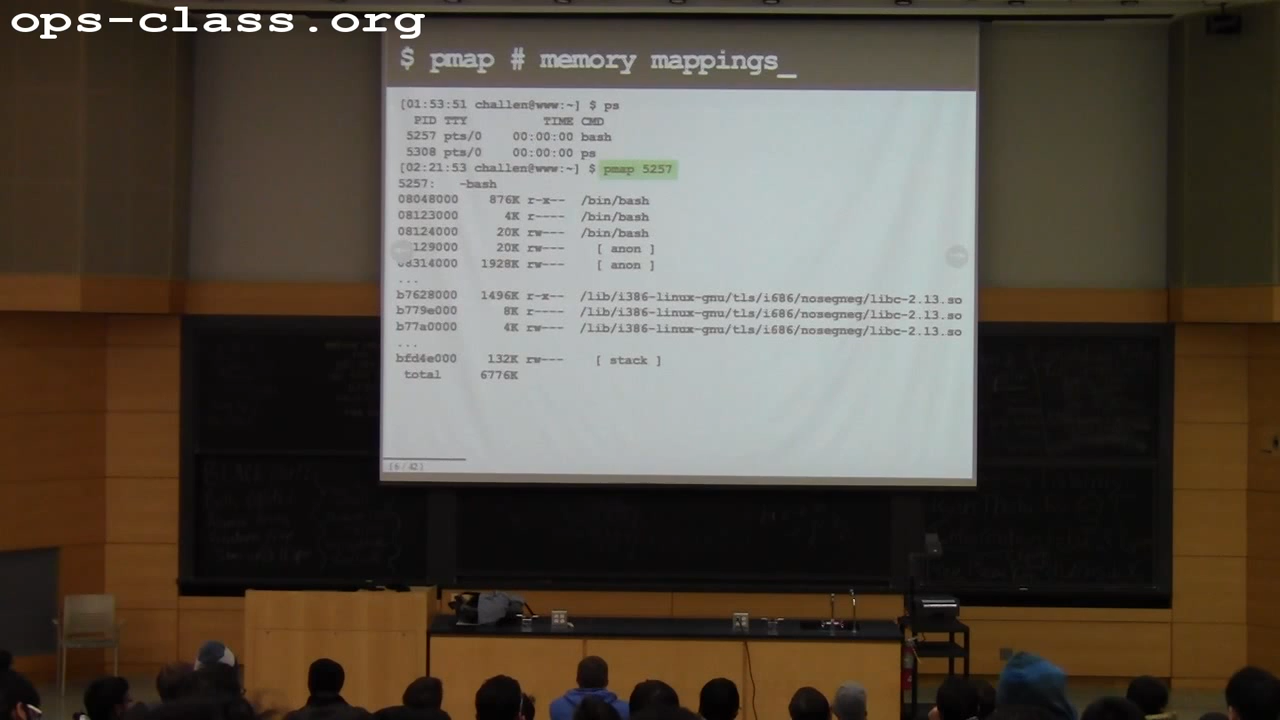 ops-class.org
$ pmap # memory mappings_
[01:53:51 challen@www:~] $ ps
PID TTY TIME CMD
5257 pts/0 00:00:00 bash
5308 pts/0 00:00:00 ps
[02:21:53 challen@www:~] $ pmap 5257
5257: -bash
08048000 876K r-x-- /bin/bash
08123000 4K r---- /bin/bash
08124000 20K rw--- /bin/bash
129000 20K rw--- [ anon ]
08314000 1928K rw--- [ anon ]
...
b7628000 1496K r-x-- /lib/i386-linux-gnu/tls/i686/nosegneg/libc-2.13.so
b779e000 8K r---- /lib/i386-linux-gnu/tls/i686/nosegneg/libc-2.13.so
b77a0000 4K rw--- /lib/i386-linux-gnu/tls/i686/nosegneg/libc-2.13.so
...
bfd4e000 132K rw--- [ stack ]
total 6776K
[6 / 42]